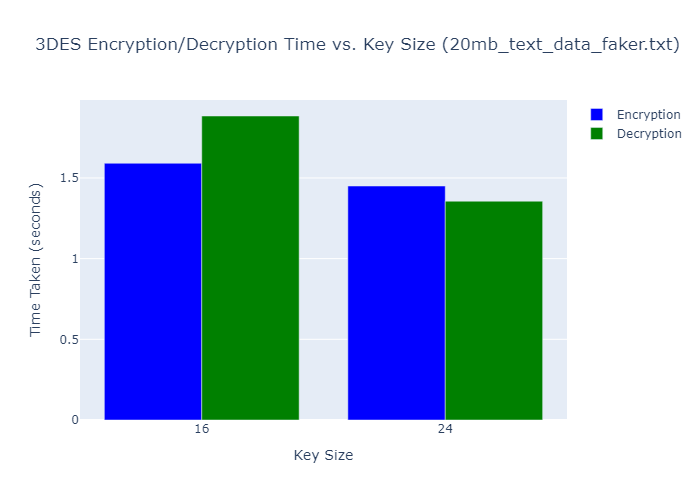 3DES Encryption/Decryption Time vs. Key Size (20mb_text_data_faker.txt)
Encryption
Decryption
Time Taken (seconds)
1.5
1
0.5
0
16
24
Key Size